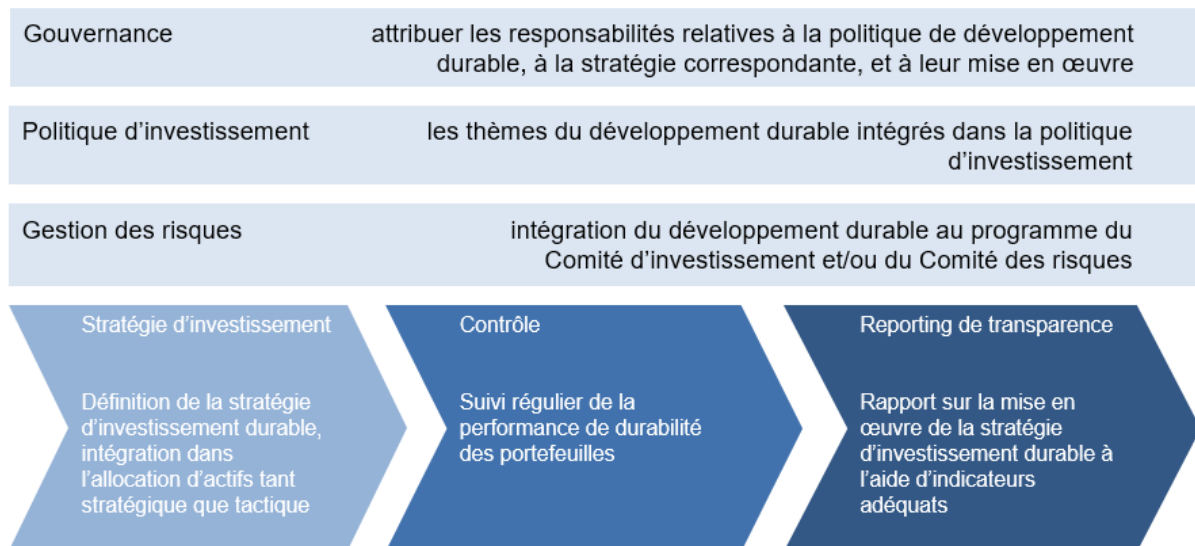 Gouvernance
attribuer les responsabilités relatives à la politique de développement
durable, à la stratégie correspondante, et à leur mise en œuvre
Politique d’investissement
les thèmes du développement durable intégrés dans la politique
d’investissement
Gestion des risques
intégration du développement durable au programme du
Comité d’investissement et/ou du Comité des risques
Stratégie d’investissement
Définition de la stratégie
d’investissement durable,
intégration dans
l’allocation d’actifs tant
stratégique que tactique
Contrôle
Suivi régulier de la
performance de durabilité
des portefeuilles
Reporting de transparence
Rapport sur la mise en
œuvre de la stratégie
d’investissement durable à
l’aide d’indicateurs
adéquats